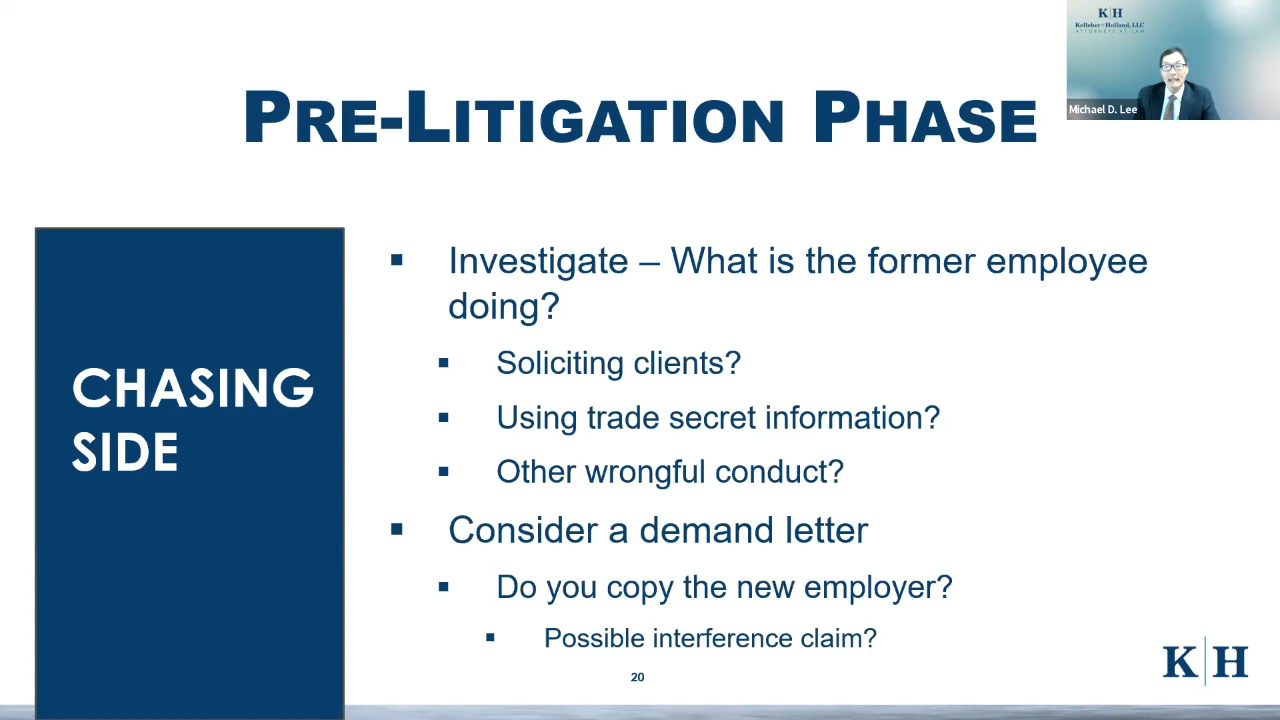 K|H
Kelleher + Holland, LLC
ATTORNEYS AT LAW
Michael D. Lee
PRE-LITIGATION PHASE
CHASING
SIDE
▪ Investigate – What is the former employee
doing?
▪ Soliciting clients?
▪ Using trade secret information?
▪ Other wrongful conduct?
▪ Consider a demand letter
▪ Do you copy the new employer?
▪ Possible interference claim?
20
K|H